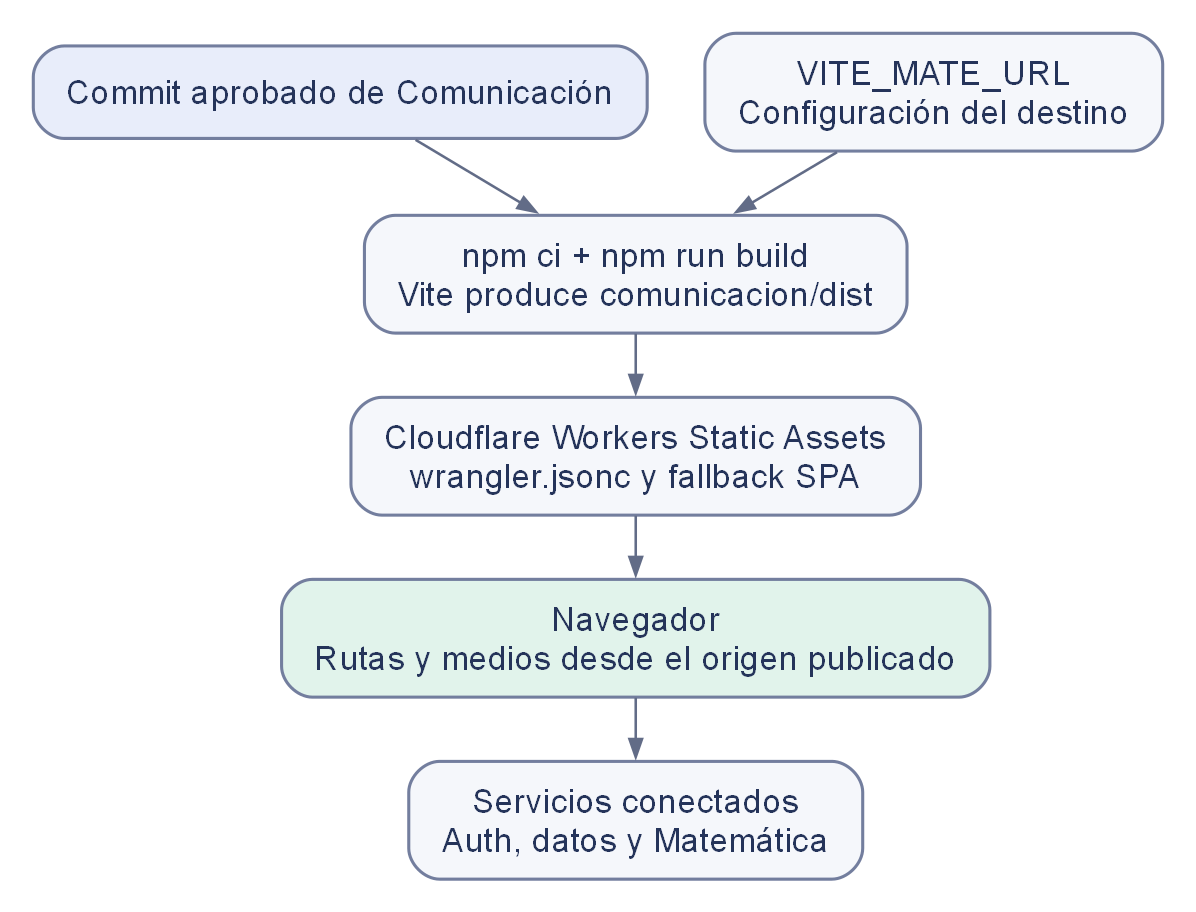 Commit aprobado de Comunicación
VITE_MATE_URL
Configuración del destino
npm ci + npm run build
Vite produce comunicacion/dist
Cloudflare Workers Static Assets
wrangler.jsonc y fallback SPA
Navegador
Rutas y medios desde el origen publicado
Servicios conectados
Auth, datos y Matemática